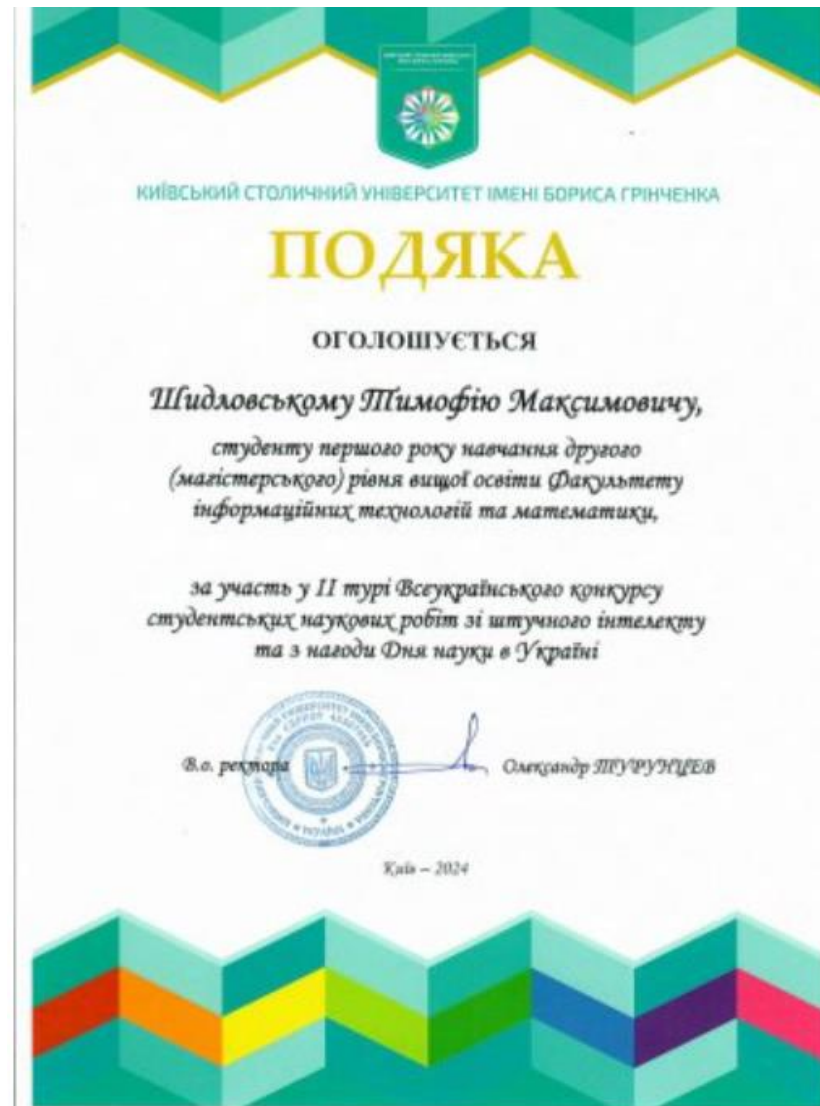 КИЇВСЬКИЙ СТОЛИЧНИЙ УНІВЕРСИТЕТ ІМЕНІ БОРИСА ГРІНЧЕНКА
ПОДЯКА
ОГОЛОШУЄТЬСЯ
Шидловському Тимофію Максимовичу,
студенту першого року навчання другого
(магістерського) рівня вищої освіти Факультету
інформаційних технологій та математики,
за участь у II турі Всеукраїнського конкурсу
студентських наукових робіт зі штучного інтелекту
та з нагоди Дня науки в Україні
В.о. ректора Олександр ТУРУНЦЕВ
Київ – 2024